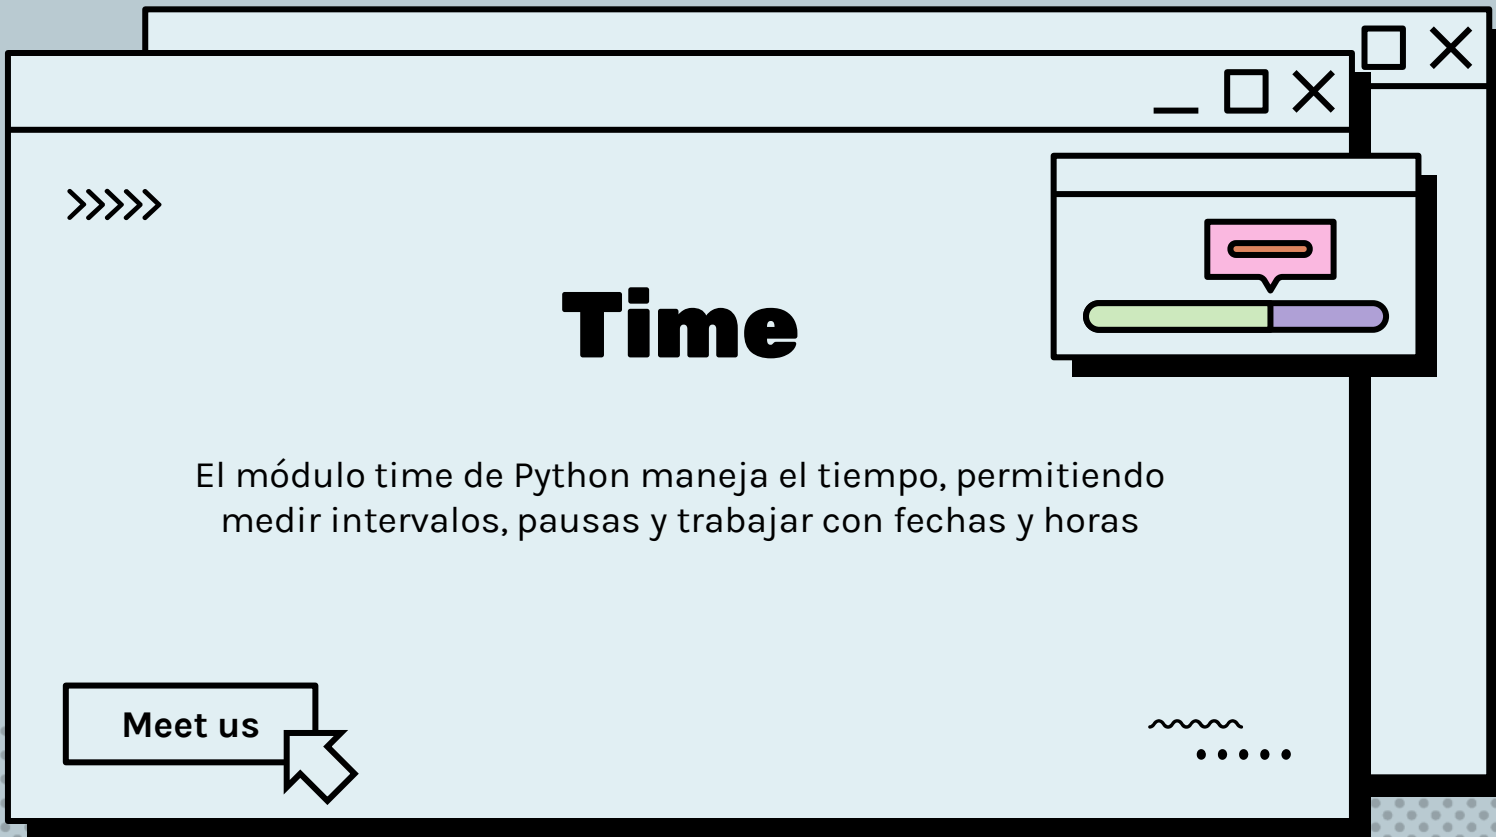 Time
El módulo time de Python maneja el tiempo, permitiendo
medir intervalos, pausas y trabajar con fechas y horas
Meet us